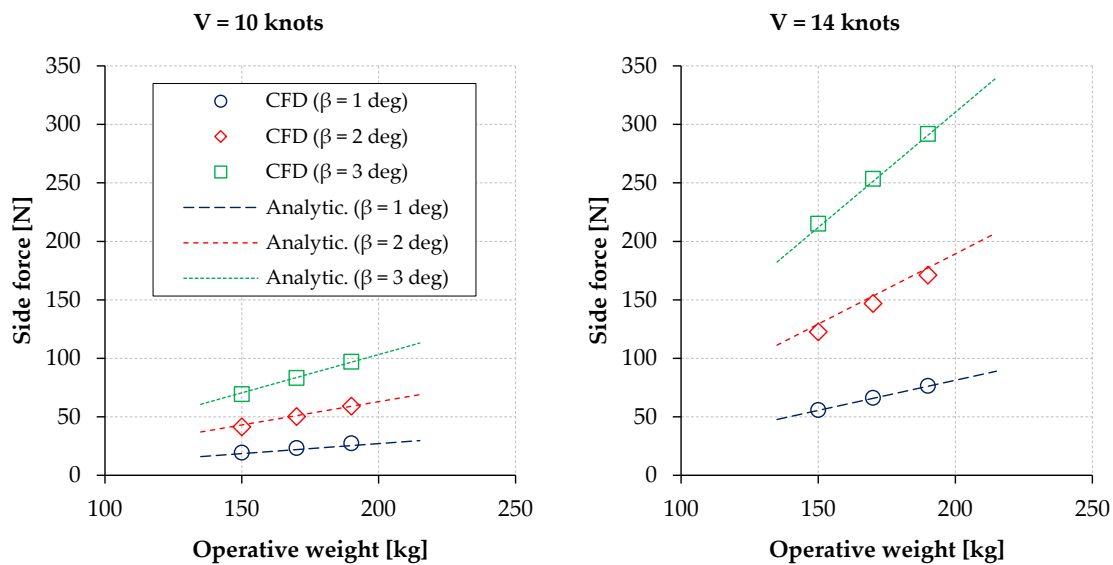 V = 10 knots
350
300
250
200
150
100
50
0
Side force [N]
CFD (β = 1 deg)
CFD (β = 2 deg)
CFD (β = 3 deg)
Analytic. (β = 1 deg)
Analytic. (β = 2 deg)
Analytic. (β = 3 deg)
100 150 200 250
Operative weight [kg]
V = 14 knots
350
300
250
200
150
100
50
0
Side force [N]
100 150 200 250
Operative weight [kg]